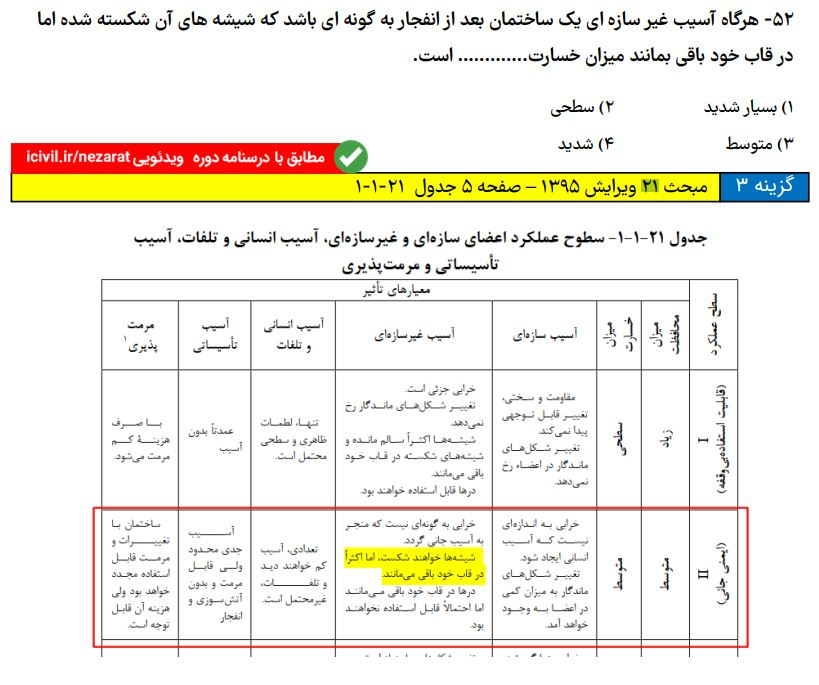 ۵۲- هرگاه آسیب غیر سازه ای یک ساختمان بعد از انفجار به گونه ای باشد که شیشه های آن شکسته شده اما
در قاب خود باقی بمانند میزان خسارت............. است.
۱) بسیار شدید
۲) سطحی
۳) متوسط
۴) شدید
مطابق با درسنامه دوره ویدئویی icivil.ir/nezarat
گزینه ۳
مبحث ۲۱ ویرایش ۱۳۹۵ – صفحه ۵ جدول ۲۱-۱-۱
جدول ۲۱-۱-۱- سطوح عملکرد اعضای سازه‌ای و غیرسازه‌ای، آسیب انسانی و تلفات، آسیب
تأسیساتی و مرمت‌پذیری
سطح عملکرد
میزان
محافظت
میزان
خسارت
معیارهای تأثیر
آسیب سازه‌ای
آسیب غیرسازه‌ای
آسیب انسانی
و تلفات
آسیب
تأسیساتی
مرمت
پذیری۱
I
(قابلیت استفاده بی‌وقفه)
زیاد
سطحی
مقاومت و سختی،
تغییر قابل توجهی
پیدا نمی‌کند.
تغییر شکل‌های
ماندگار در اعضاء رخ
نمی‌دهد.
خرابی جزئی است.
تغییر شکل‌های ماندگار رخ
نمی‌دهد.
شیشه‌ها اکثراً سالم مانده و
شیشه‌های شکسته در قاب خود
باقی می‌مانند.
درها قابل استفاده خواهند بود.
تنها، لطمات
ظاهری و سطحی
محتمل است.
عمدتاً بدون
آسیب
با صرف
هزینهٔ کم
مرمت می‌شود.
II
(ایمنی جانی)
متوسط
متوسط
خرابی به اندازه‌ای
نیست که آسیب
انسانی ایجاد شود.
تغییر شکل‌های
ماندگار به میزان کمی
در اعضا به وجود
خواهد آمد.
خرابی به گونه‌ای نیست که منجر
به آسیب جانی گردد.
شیشه‌ها خواهند شکست، اما اکثراً
در قاب خود باقی می‌مانند.
درها در قاب خود باقی می‌مانند
اما احتمالاً قابل استفاده نخواهند
بود.
تعدادی، آسیب
کم خواهند دید
و تلفات،
غیرمحتمل است.
آسیب
جدی محدود
ولی قابل
مرمت و بدون
آتش‌سوزی و
انفجار
ساختمان با
تغییرات و
مرمت قابل
استفاده مجدد
خواهد بود ولی
هزینه آن قابل
توجه است.